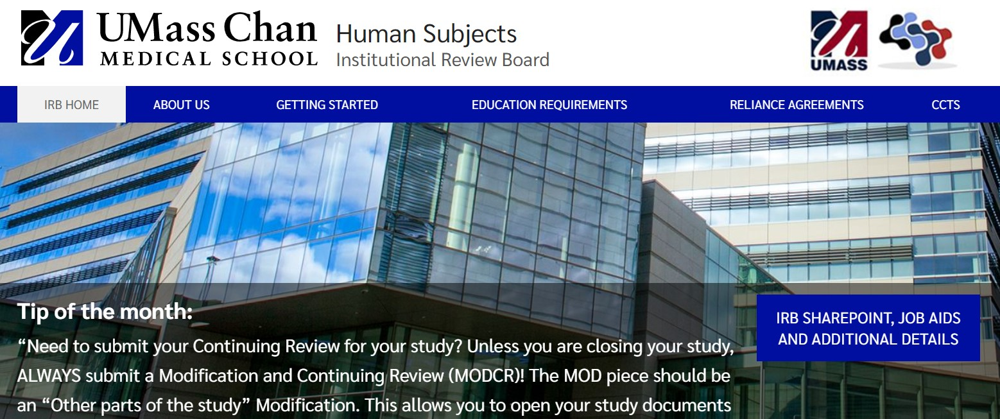 UMass Chan
MEDICAL SCHOOL
Human Subjects
Institutional Review Board
UMASS
IRB HOME
ABOUT US
GETTING STARTED
EDUCATION REQUIREMENTS
RELIANCE AGREEMENTS
CCTS
Tip of the month:
“Need to submit your Continuing Review for your study? Unless you are closing your study,
ALWAYS submit a Modification and Continuing Review (MODCR)! The MOD piece should be
an “Other parts of the study” Modification. This allows you to open your study documents
IRB SHAREPOINT, JOB AIDS
AND ADDITIONAL DETAILS